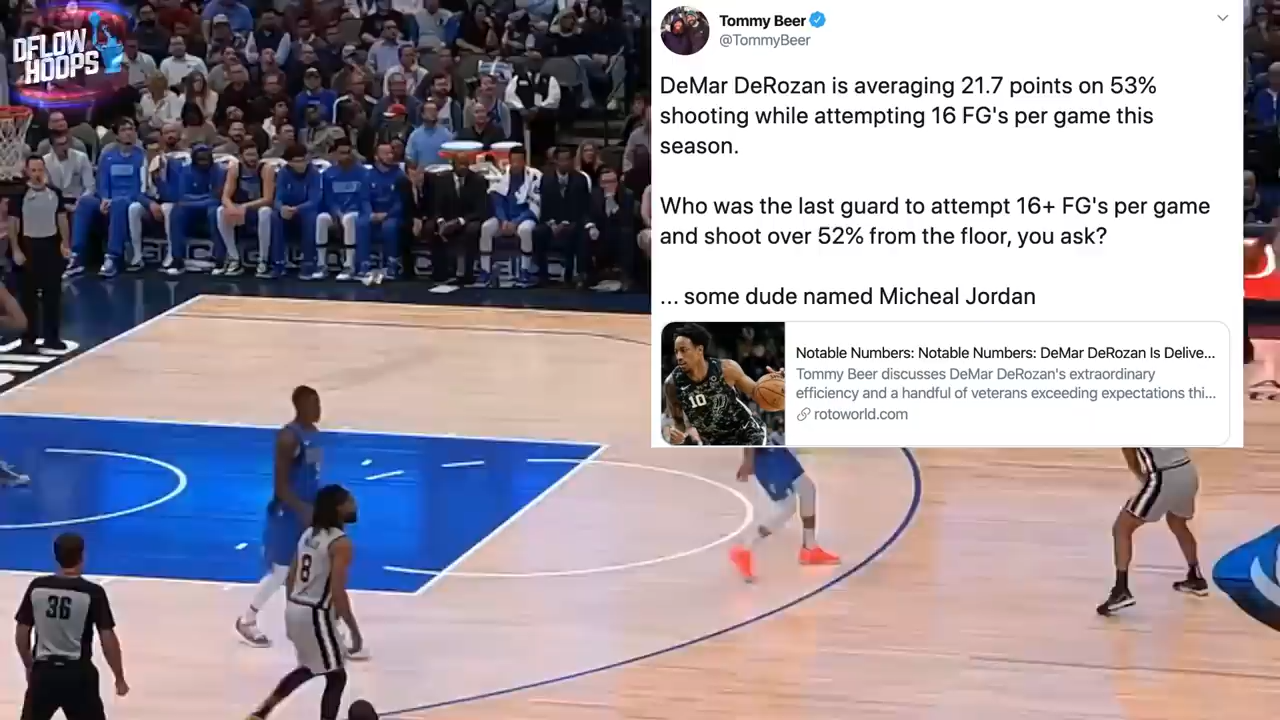 DFLOW
HOOPS
Tommy Beer
@TommyBeer
DeMar DeRozan is averaging 21.7 points on 53%
shooting while attempting 16 FG's per game this
season.
Who was the last guard to attempt 16+ FG's per game
and shoot over 52% from the floor, you ask?
... some dude named Micheal Jordan
10
Notable Numbers: Notable Numbers: DeMar DeRozan Is Delive...
Tommy Beer discusses DeMar DeRozan's extraordinary
efficiency and a handful of veterans exceeding expectations thi...
rotoworld.com
8
36